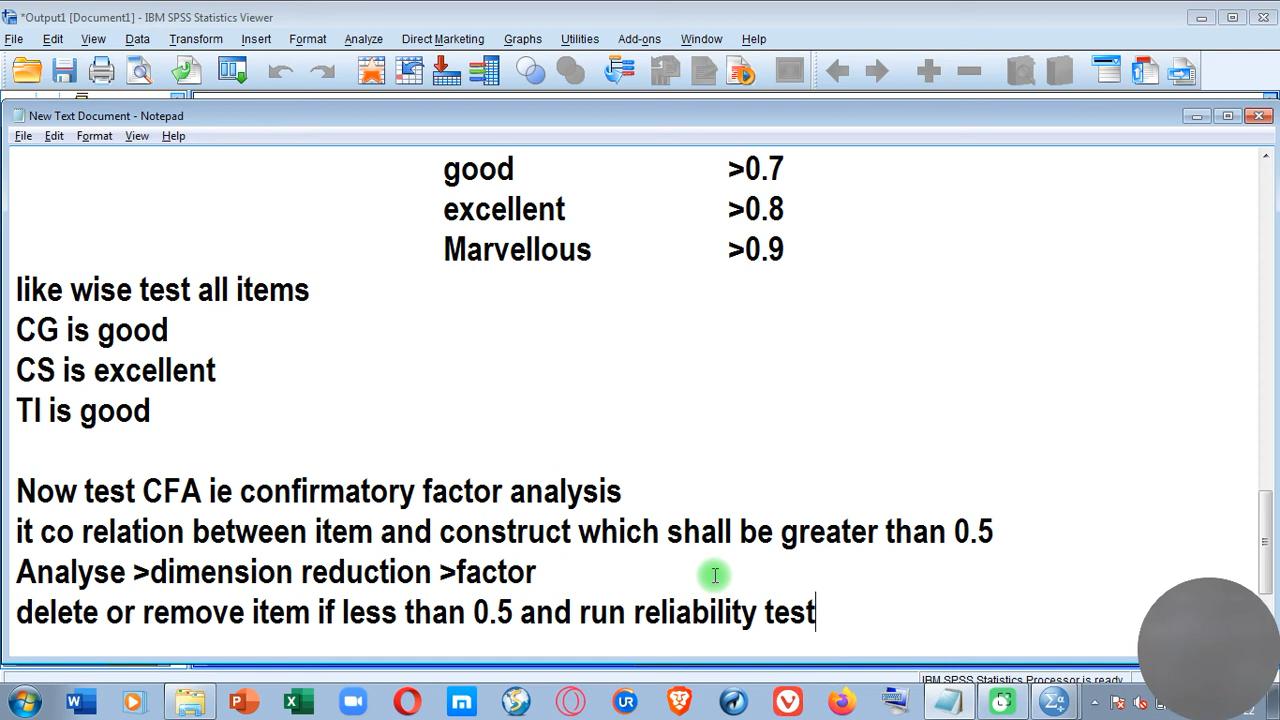 *Output1 [Document1] - IBM SPSS Statistics Viewer
File Edit View Data Transform Insert Format Analyze Direct Marketing Graphs Utilities Add-ons Window Help
New Text Document - Notepad
File Edit Format View Help
good >0.7
excellent >0.8
Marvellous >0.9
like wise test all items
CG is good
CS is excellent
TI is good
Now test CFA ie confirmatory factor analysis
it co relation between item and construct which shall be greater than 0.5
Analyse >dimension reduction >factor
delete or remove item if less than 0.5 and run reliability test
IBM SPSS Statistics Processor is ready